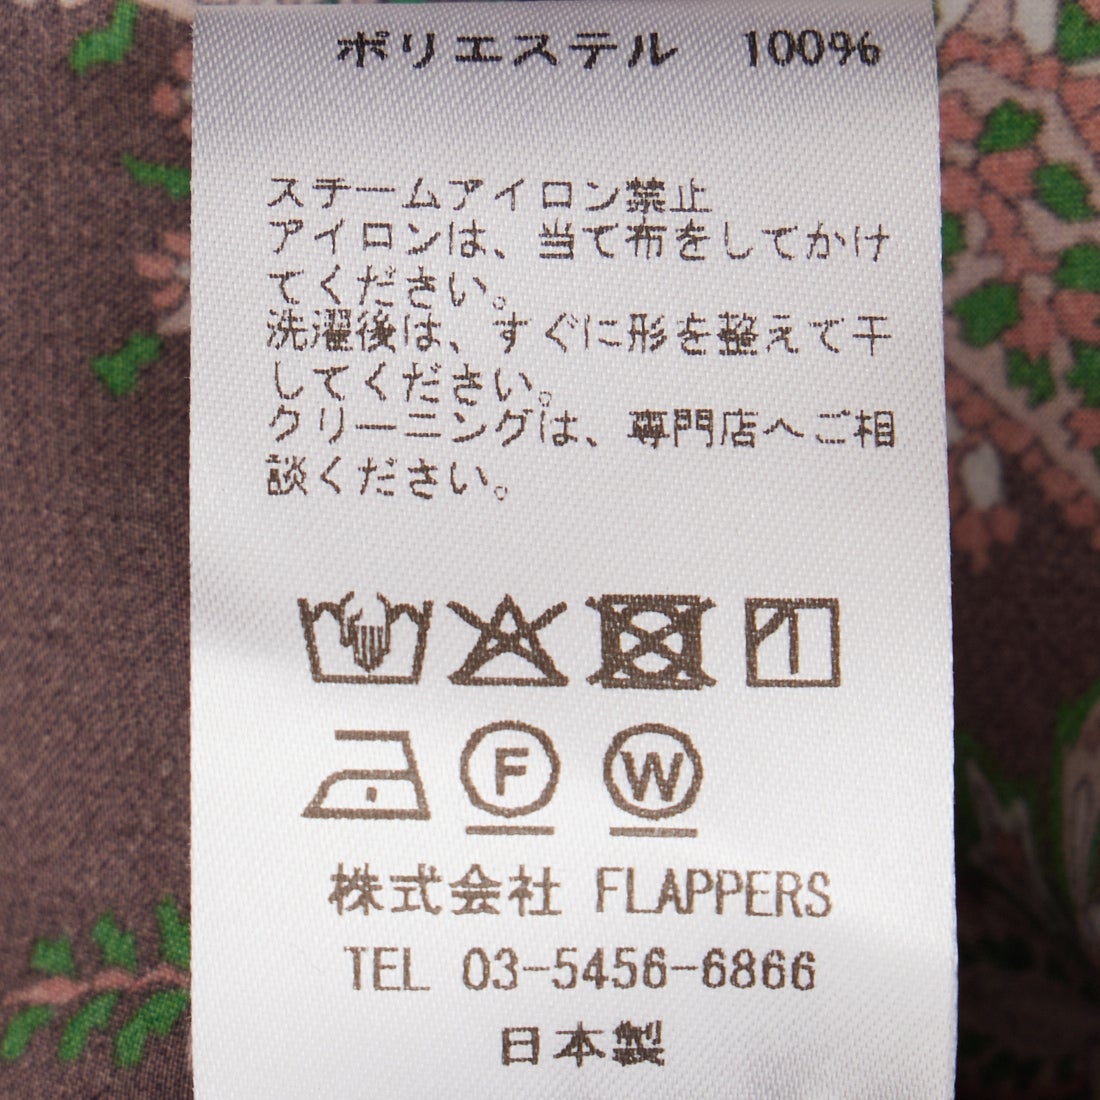 ポリエステル 100%
スチームアイロン禁止
アイロンは、当て布をしてかけ
てください。
洗濯後は、すぐに形を整えて干
してください。
クリーニングは、専門店へご相
談ください。
F W
株式会社 FLAPPERS
TEL 03-5456-6866
日本製